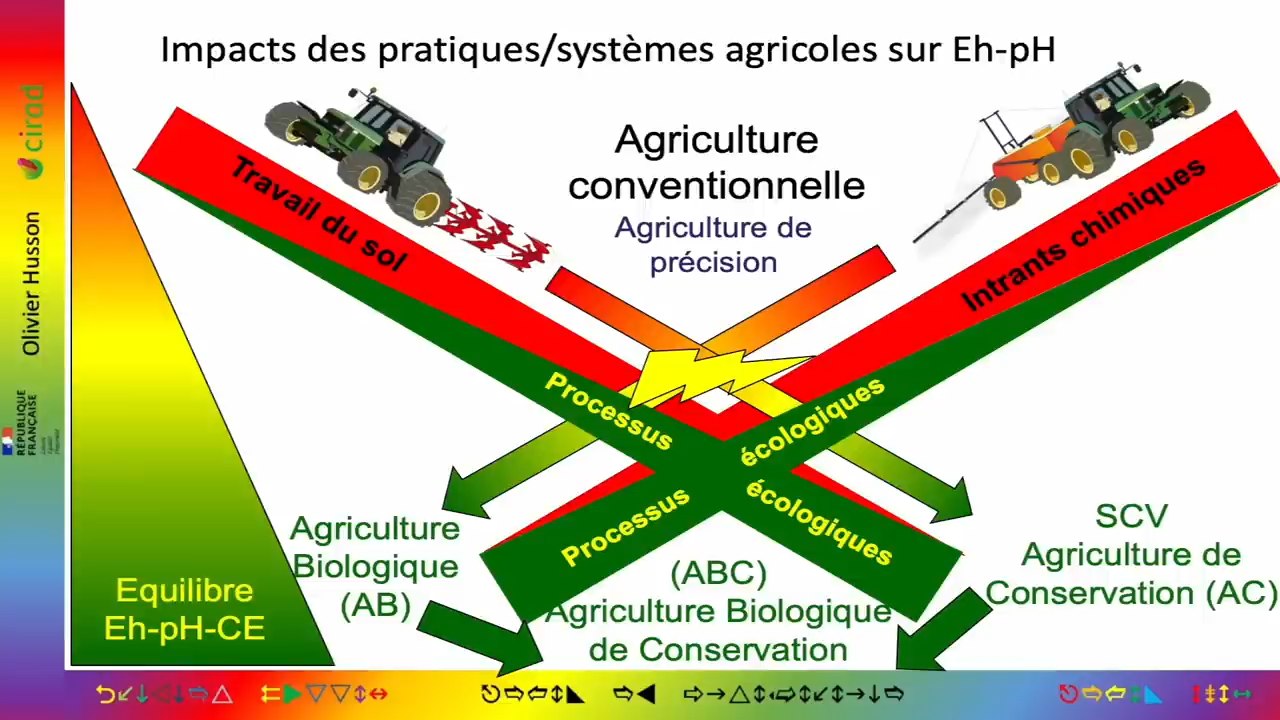 Impacts des pratiques/systèmes agricoles sur Eh-pH
cirad
Olivier Husson
RÉPUBLIQUE
FRANÇAISE
Travail du sol
Agriculture
conventionnelle
Agriculture de
précision
Intrants chimiques
Processus
écologiques
Processus
écologiques
Agriculture
Biologique
(AB)
(ABC)
Agriculture Biologique
de Conservation
SCV
Agriculture de
Conservation (AC)
Equilibre
Eh-pH-CE